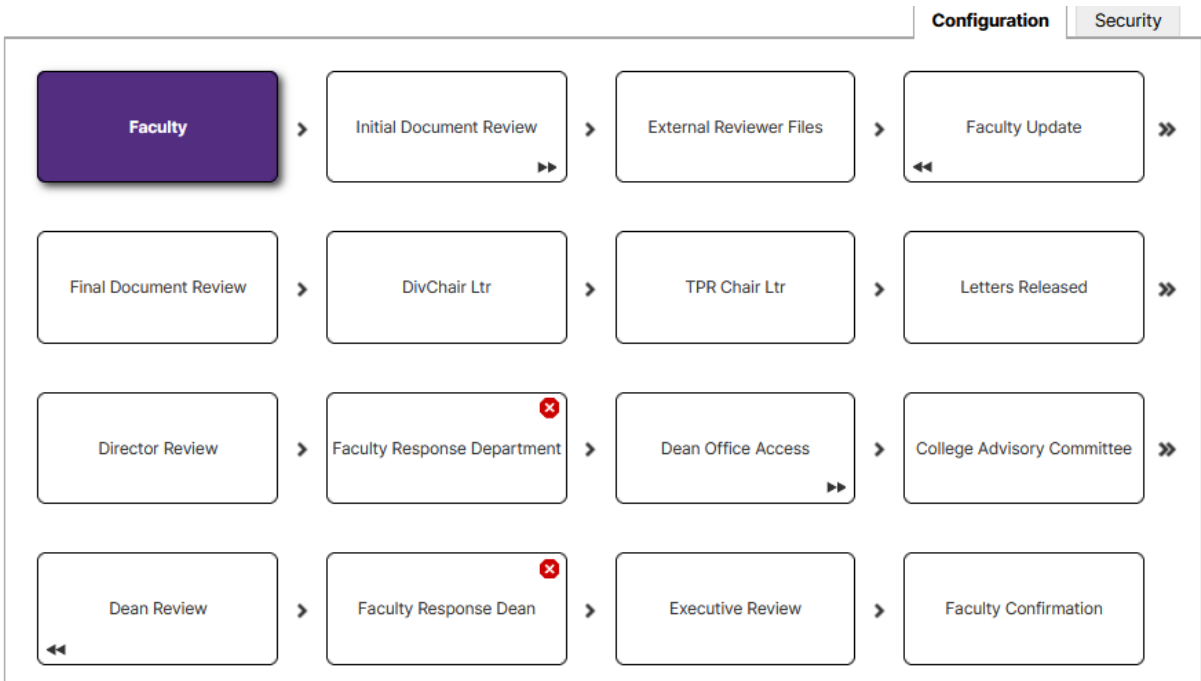 Configuration
Security
Faculty
Initial Document Review
External Reviewer Files
Faculty Update
Final Document Review
DivChair Ltr
TPR Chair Ltr
Letters Released
Director Review
Faculty Response Department
Dean Office Access
College Advisory Committee
Dean Review
Faculty Response Dean
Executive Review
Faculty Confirmation